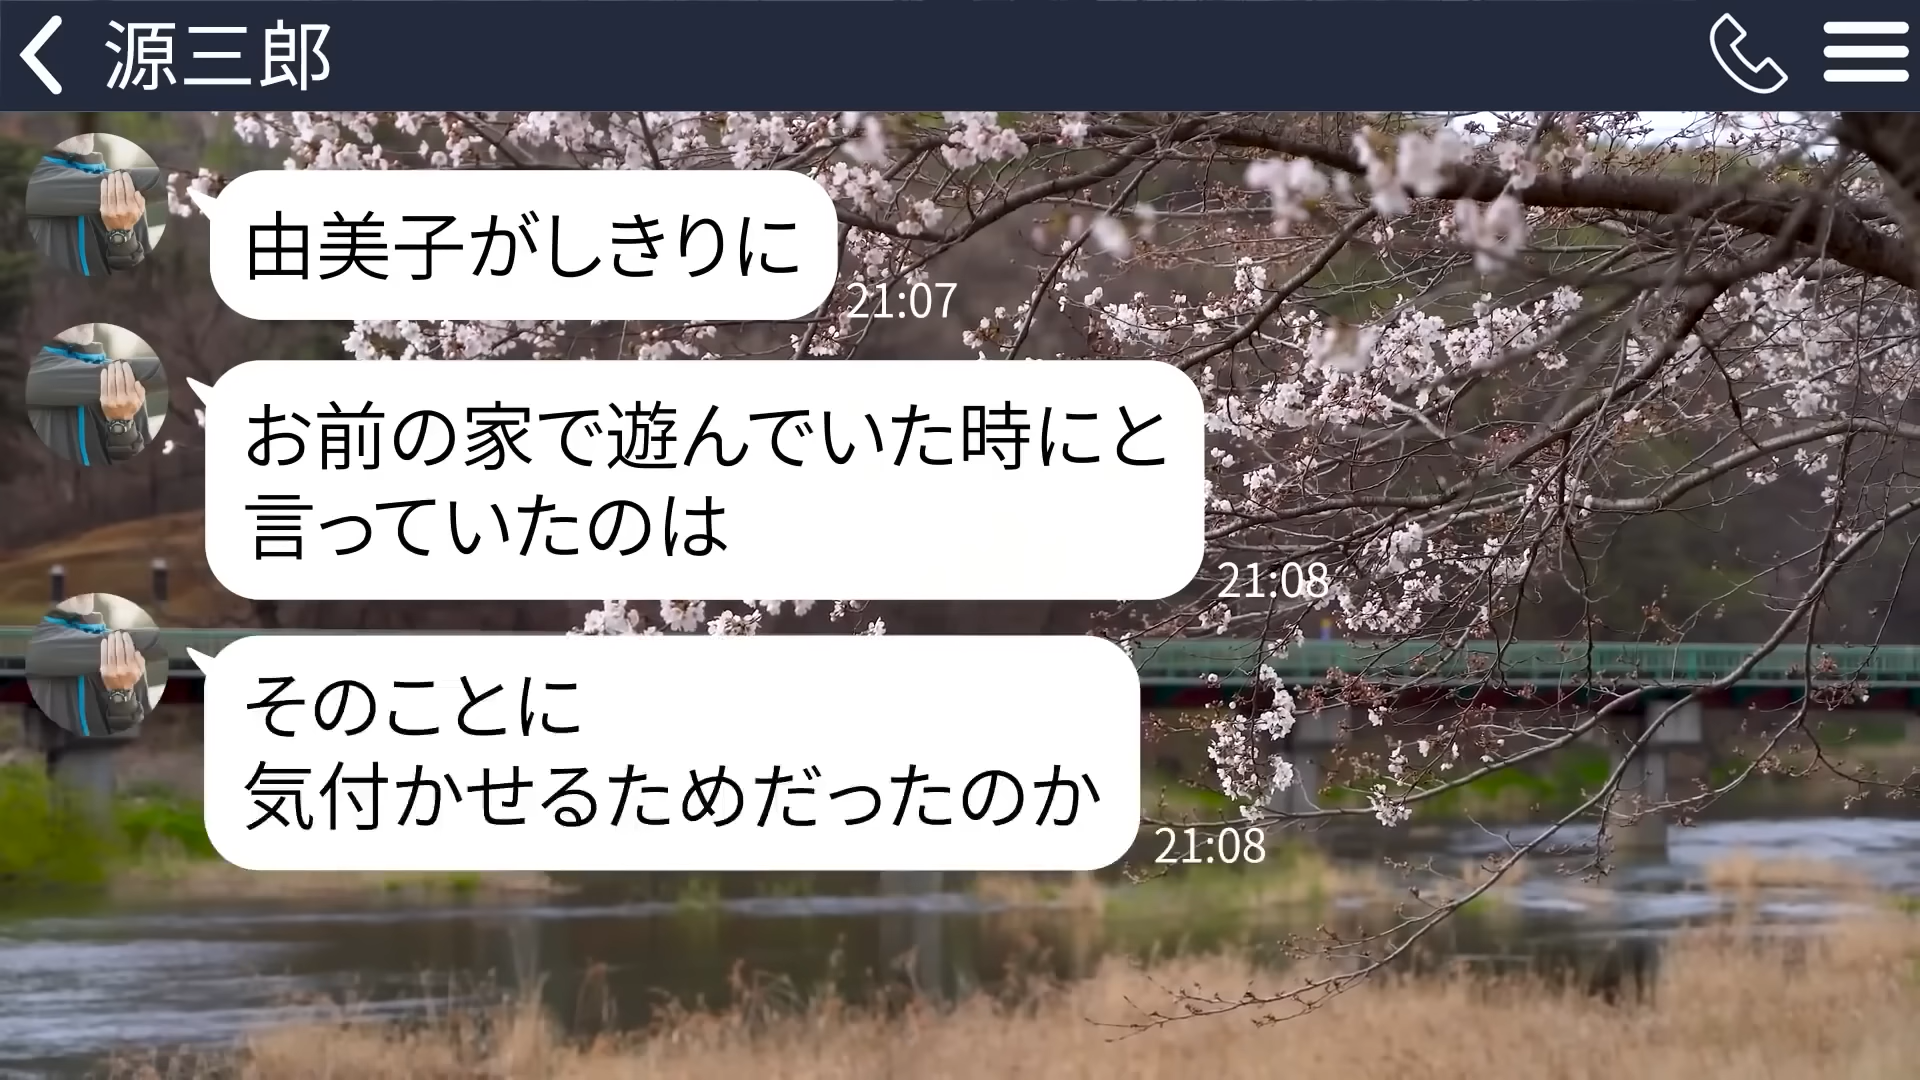 源三郎
由美子がしきりに
21:07
お前の家で遊んでいた時にと
言っていたのは
21:08
そのことに
気付かせるためだったのか
21:08